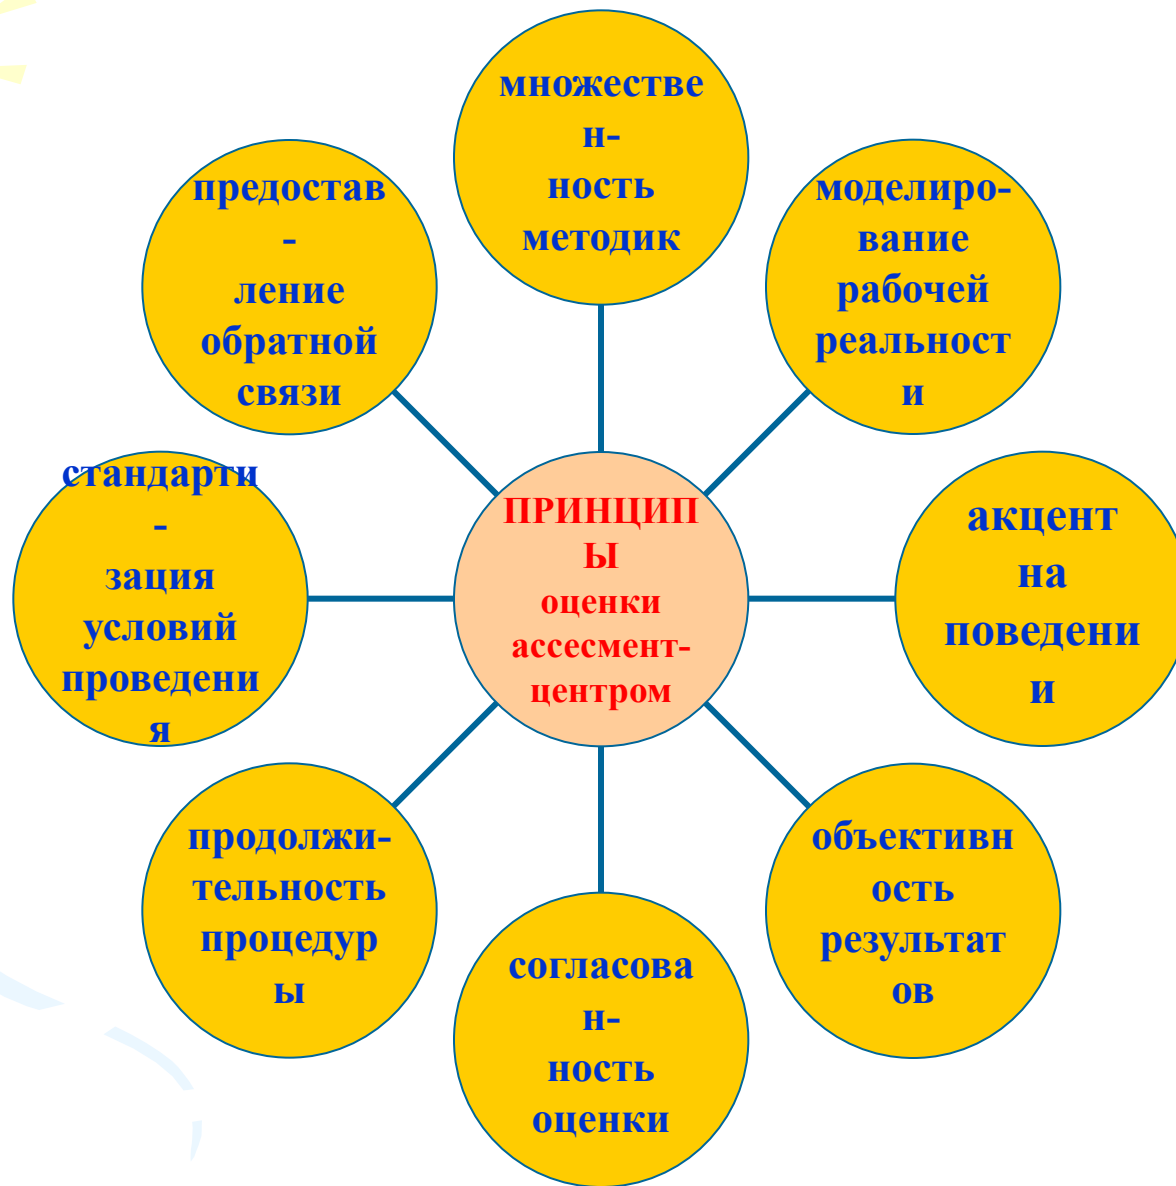 множестве
н-
ность
методик
моделиро-
вание
рабочей
реальност
и
акцент
на
поведени
и
объективн
ость
результат
ов
согласова
н-
ность
оценки
продолжи-
тельность
процедур
ы
стандарти
-
зация
условий
проведени
я
предостав
-
ление
обратной
связи
ПРИНЦИП
Ы
оценки
ассесмент-
центром